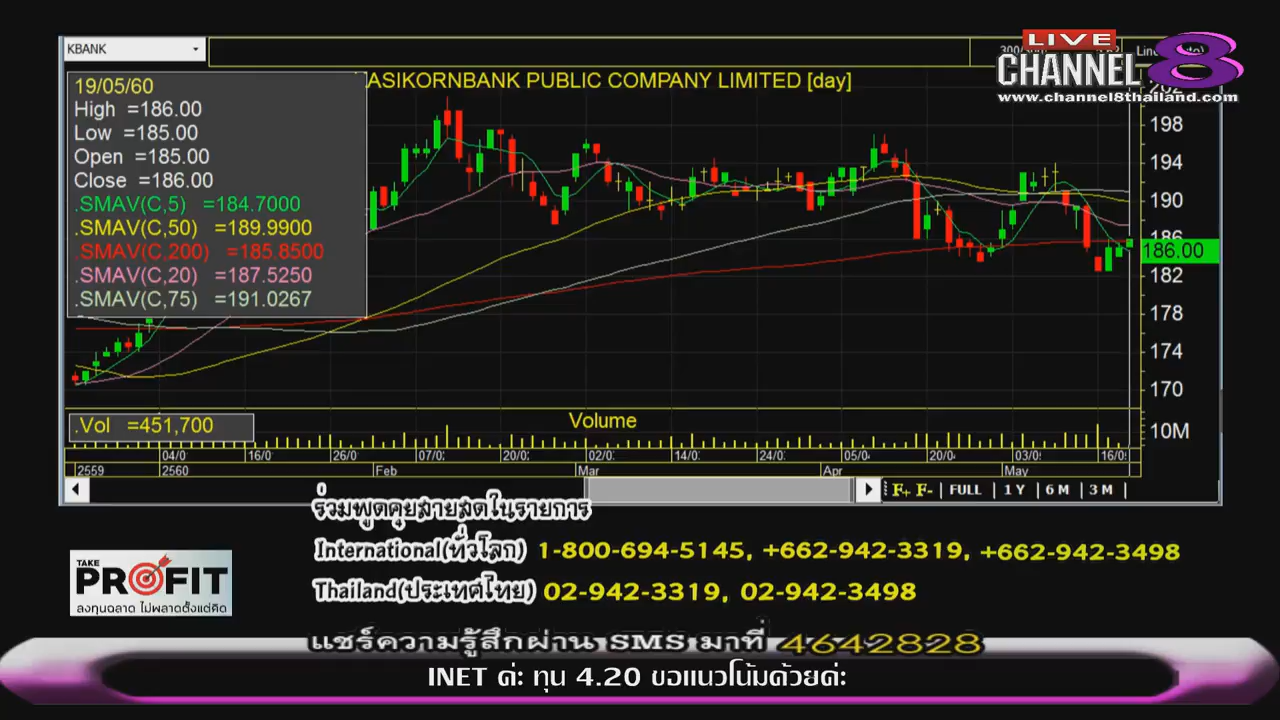 KBANK
LIVE
CHANNEL 8
www.channel8thailand.com
ASIKORNBANK PUBLIC COMPANY LIMITED [day]
19/05/60
High =186.00
Low =185.00
Open =185.00
Close =186.00
.SMAV(C,5) =184.7000
.SMAV(C,50) =189.9900
.SMAV(C,200) =185.8500
.SMAV(C,20) =187.5250
.SMAV(C,75) =191.0267
198
194
190
186
186.00
182
178
174
170
.Vol =451,700
Volume
10M
04/0 16/0 26/0 07/0 20/0 02/0 14/0 24/0 05/0 20/0 03/0 16/0
2559 2560 Feb Mar Apr May
F+ F- FULL 1 Y 6 M 3 M
ร่วมพูดคุยสายสดในรายการ
International(ทั่วโลก) 1-800-694-5145, +662-942-3319, +662-942-3498
Thailand(ประเทศไทย) 02-942-3319, 02-942-3498
TAKE
PROFIT
ลงทุนฉลาด ไม่พลาดตั้งแต่คิด
แชร์ความรู้สึกผ่าน SMS มาที่ 4642828
INET ค่ะ ทุน 4.20 ขอแนวโน้มด้วยค่ะ